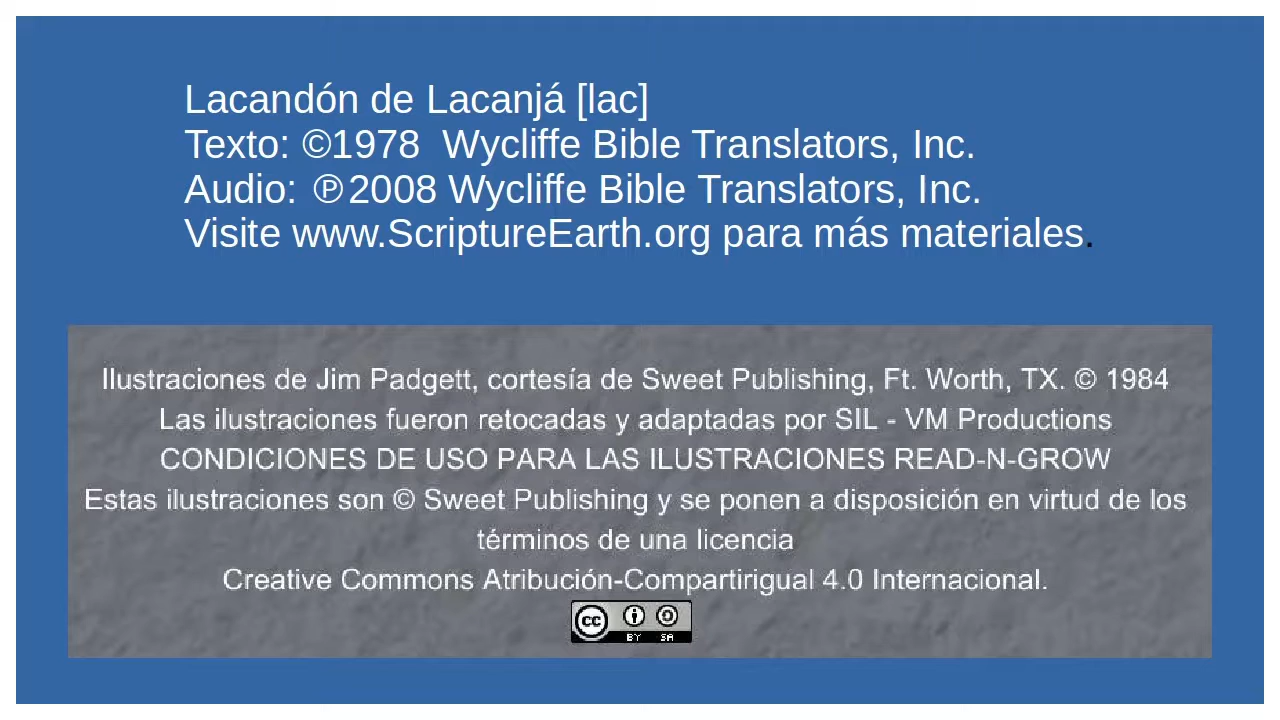 Lacandón de Lacanjá [lac]
Texto: ©1978 Wycliffe Bible Translators, Inc.
Audio: ℗2008 Wycliffe Bible Translators, Inc.
Visite www.ScriptureEarth.org para más materiales.
Ilustraciones de Jim Padgett, cortesía de Sweet Publishing, Ft. Worth, TX. © 1984
Las ilustraciones fueron retocadas y adaptadas por SIL - VM Productions
CONDICIONES DE USO PARA LAS ILUSTRACIONES READ-N-GROW
Estas ilustraciones son © Sweet Publishing y se ponen a disposición en virtud de los
términos de una licencia
Creative Commons Atribución-Compartirigual 4.0 Internacional.
cc
BY SA